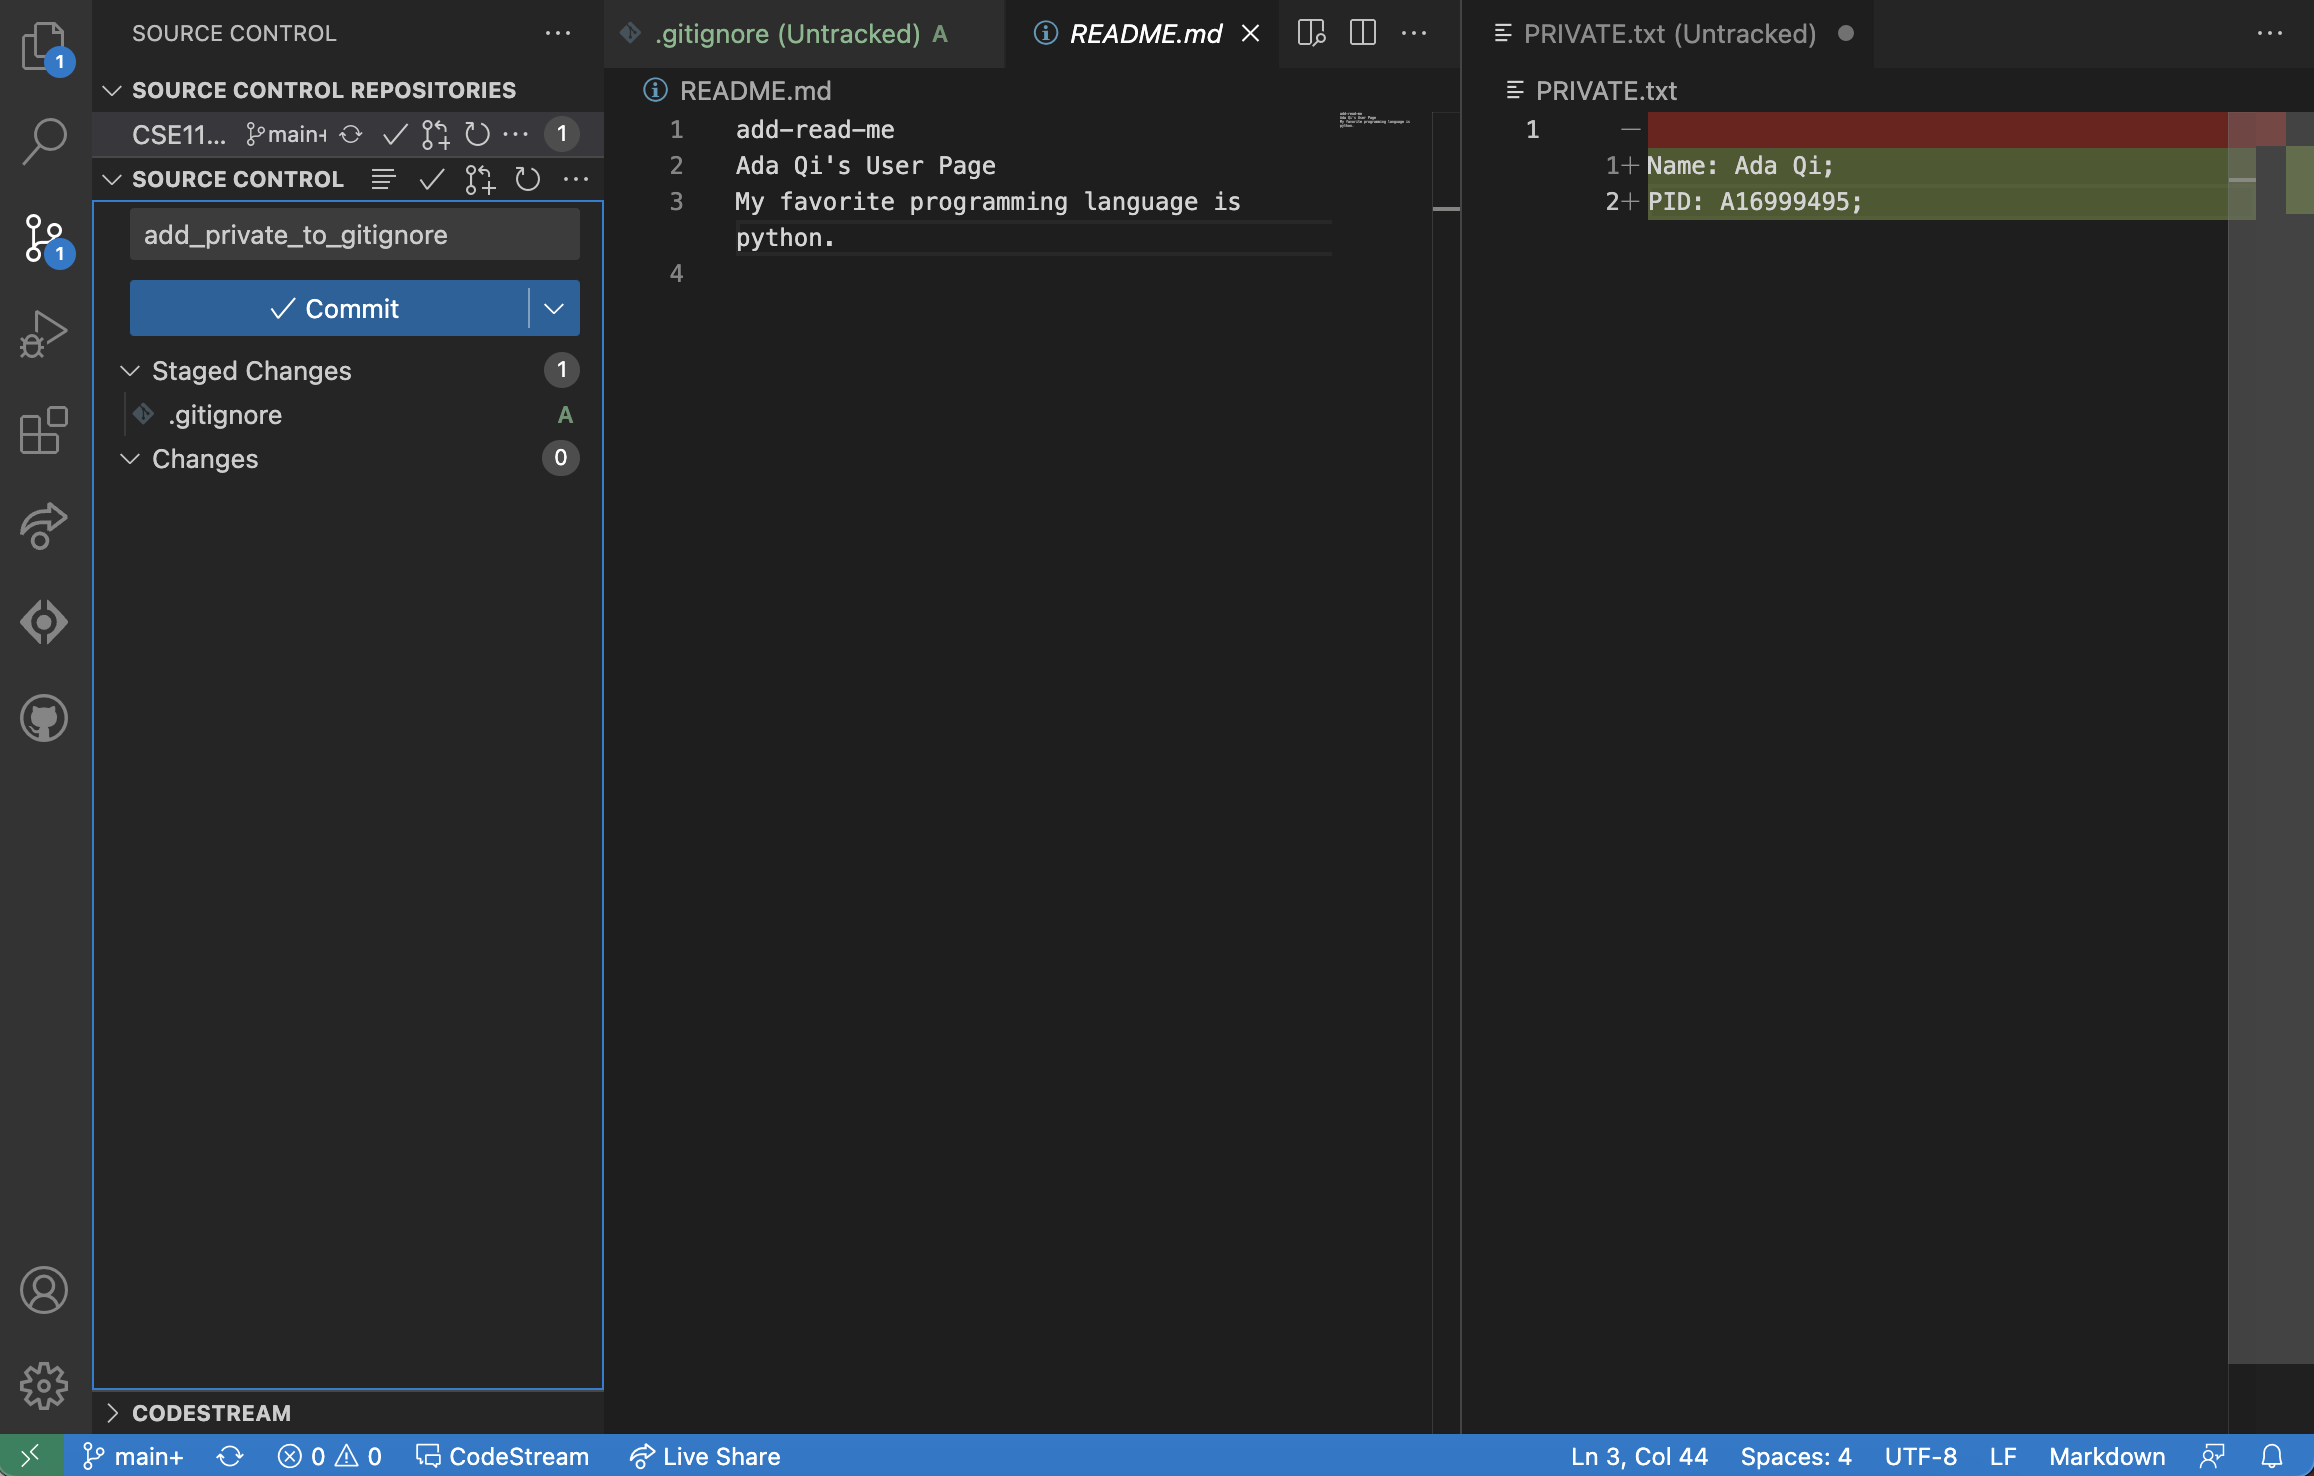 1
SOURCE CONTROL
···
SOURCE CONTROL REPOSITORIES
CSE11... main+ ··· 1
SOURCE CONTROL ···
add_private_to_gitignore
1
Commit
Staged Changes 1
.gitignore A
Changes 0
CODESTREAM
.gitignore (Untracked) A
README.md
···
README.md
1 add-read-me
2 Ada Qi's User Page
3 My favorite programming language is
python.
4
PRIVATE.txt (Untracked)
···
PRIVATE.txt
1 —
1+ Name: Ada Qi;
2+ PID: A16999495;
main+ 0 0 CodeStream Live Share Ln 3, Col 44 Spaces: 4 UTF-8 LF Markdown